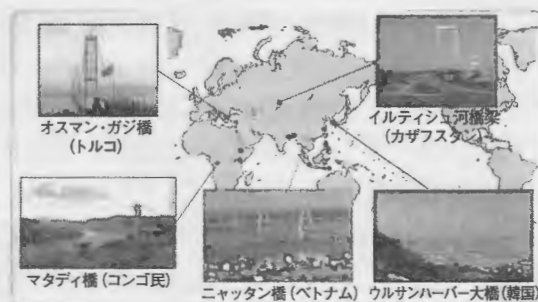 オスマン・ガジ橋
(トルコ)
イルティシュ河橋梁
(カザフスタン)
マタディ橋(コンゴ民)
ニャッタン橋(ベトナム)
ウルサンハーバー大橋(韓国)